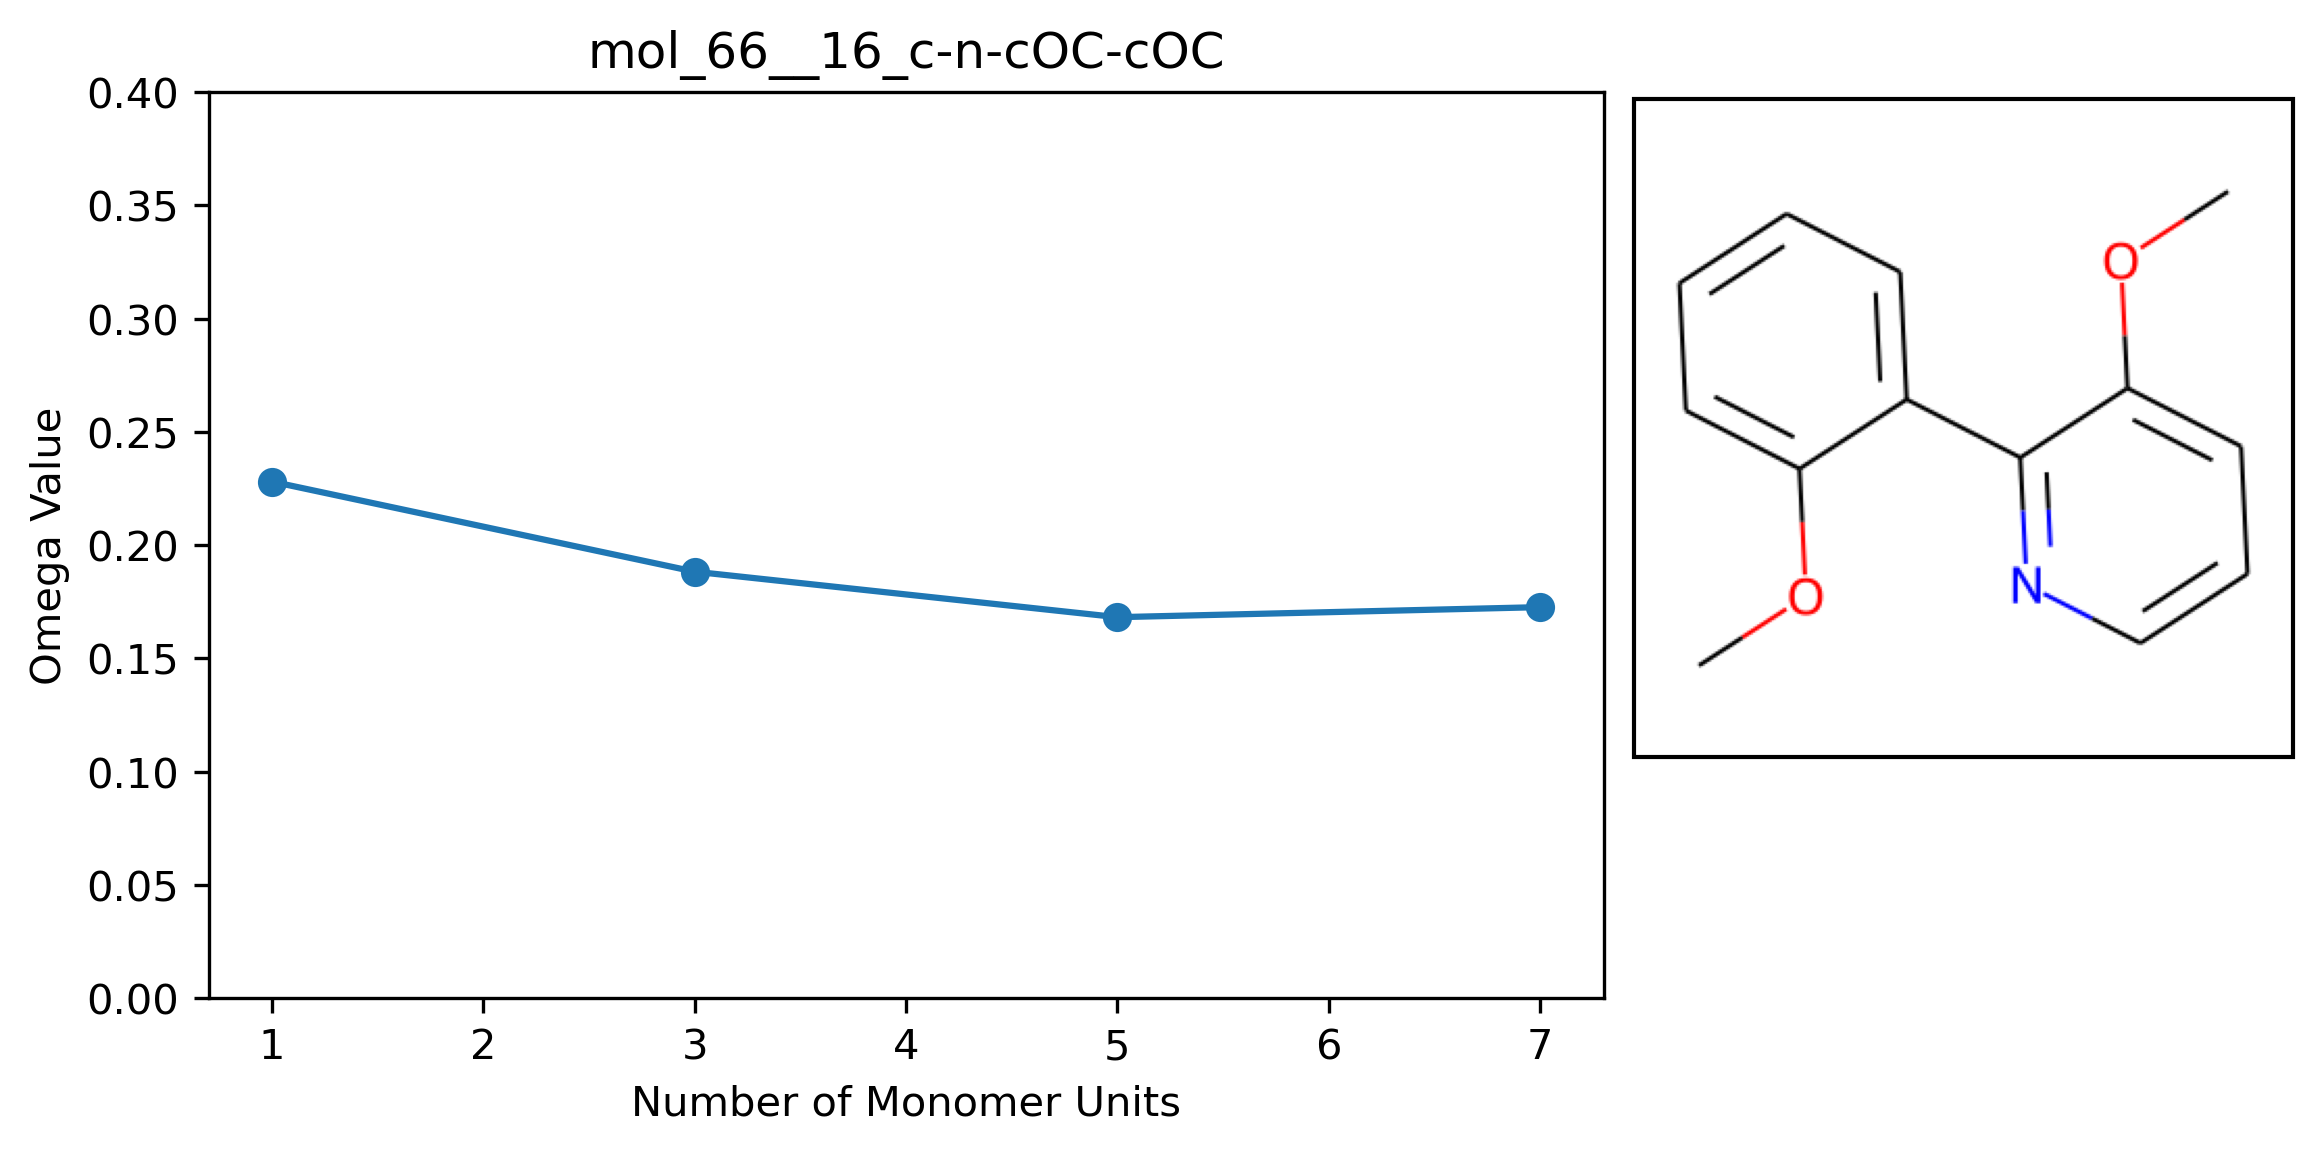 mol_66__16_c-n-cOC-cOC
0.40
0.35
0.30
0.25
0.20
0.15
0.10
0.05
0.00
Omega Value
1 2 3 4 5 6 7
Number of Monomer Units
O
O
N